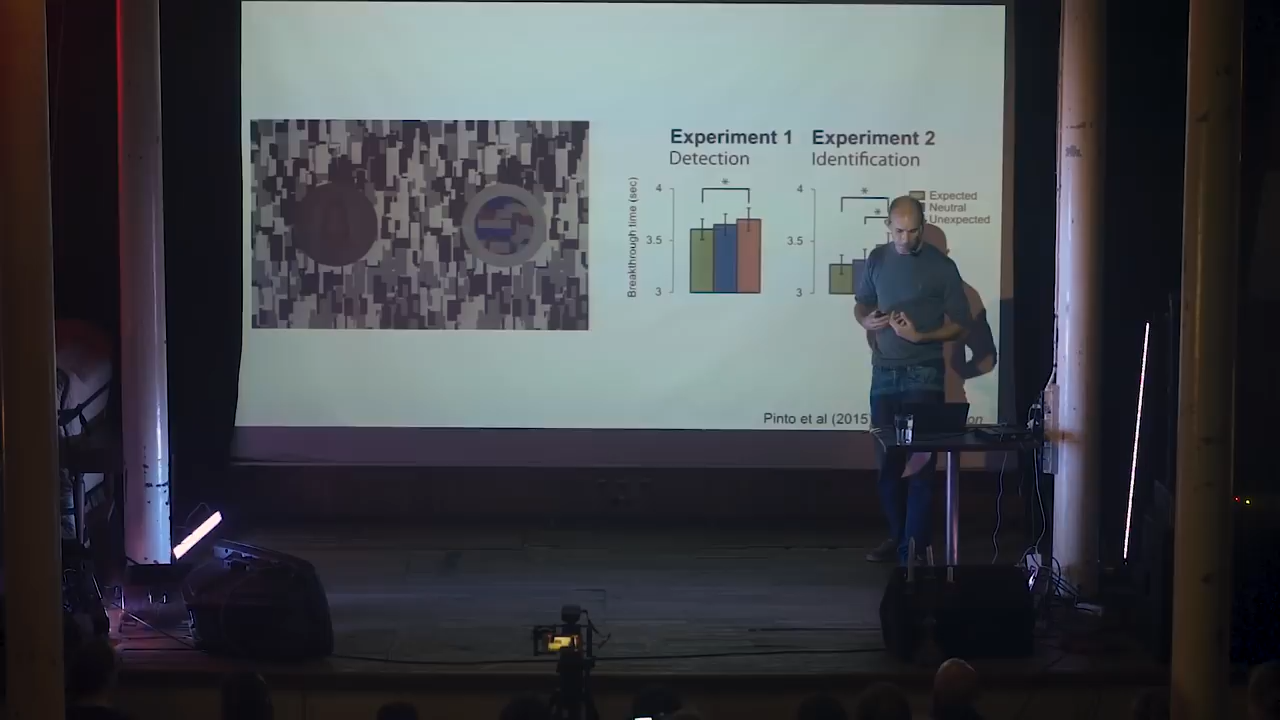 Experiment 1
Detection
Experiment 2
Identification
Breakthrough time (sec)
4
3.5
3
*
4
3.5
3
*
*
Expected
Neutral
Unexpected
Pinto et al (2015)